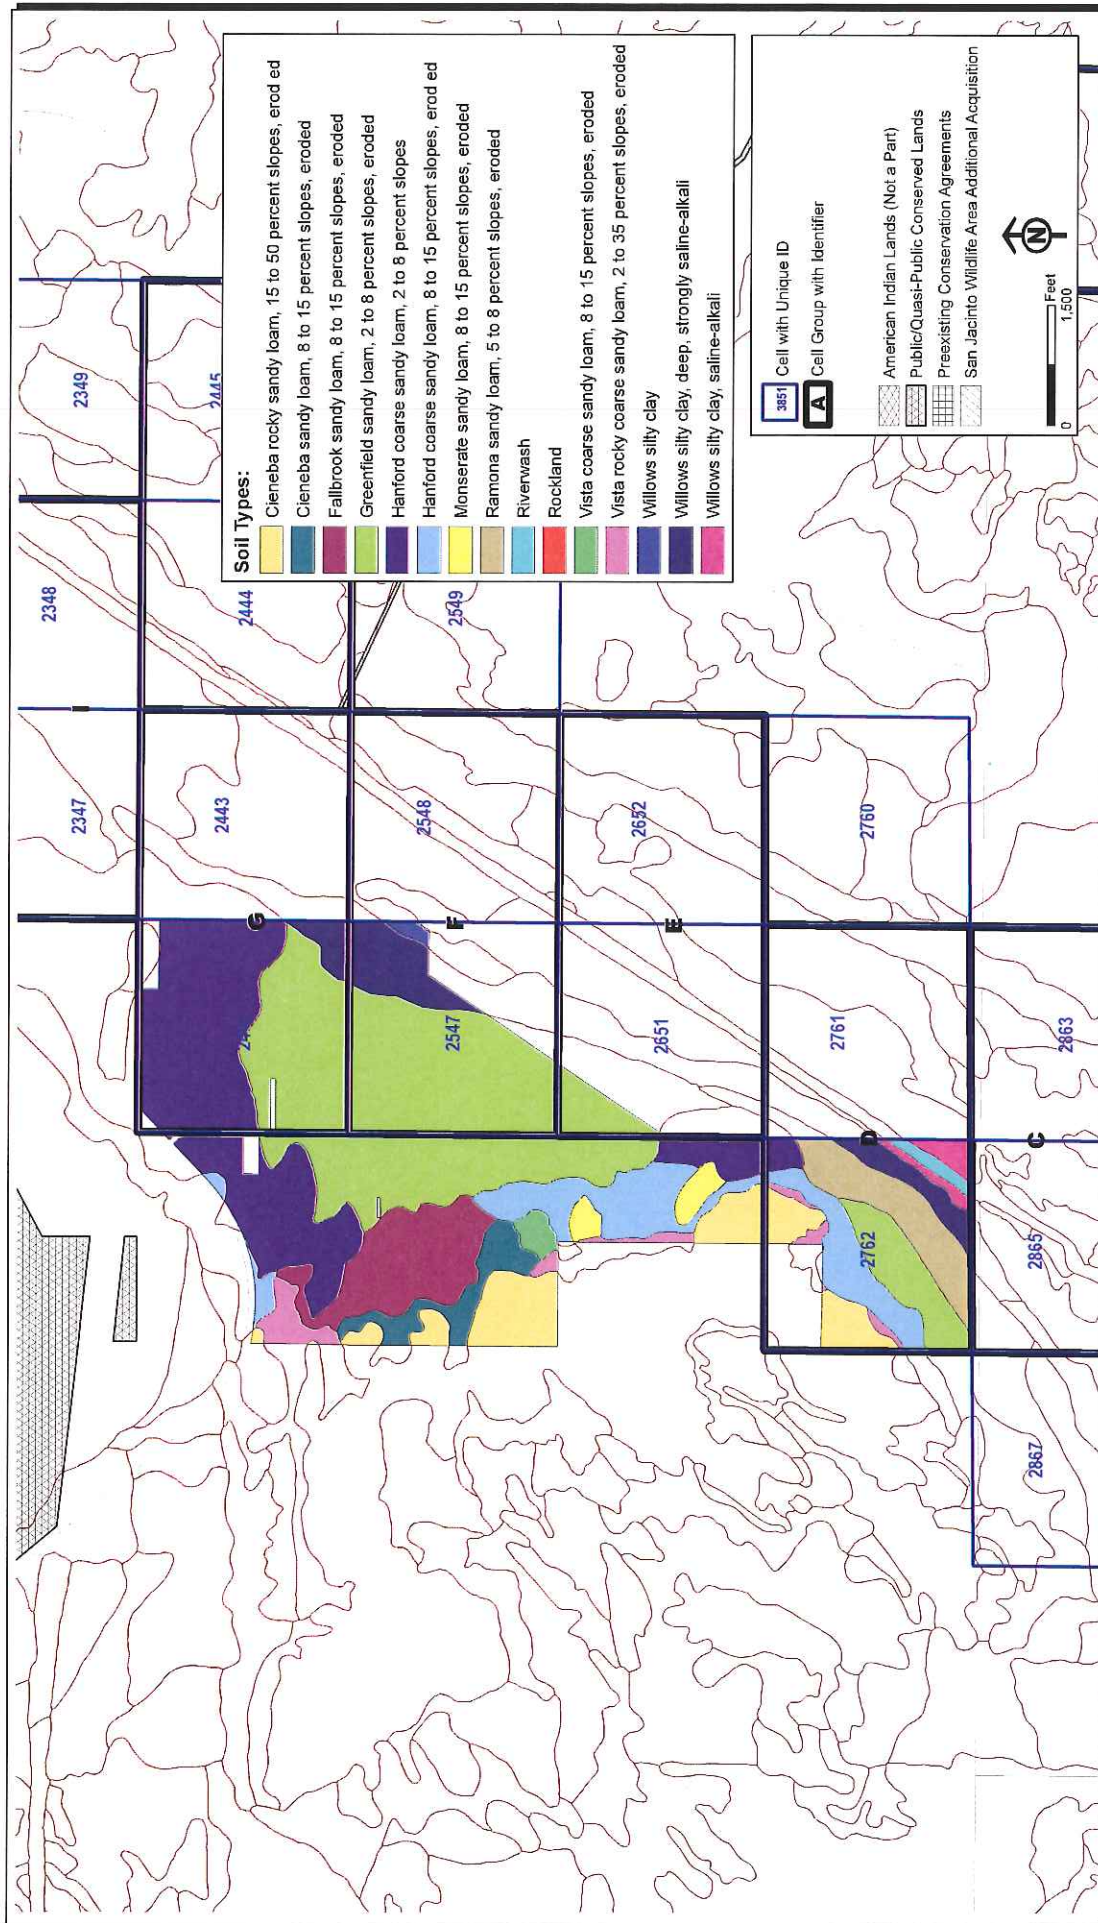 Soil Types:
Cieneba rocky sandy loam, 15 to 50 percent slopes, erod ed
Cieneba sandy loam, 8 to 15 percent slopes, eroded
Fallbrook sandy loam, 8 to 15 percent slopes, eroded
Greenfield sandy loam, 2 to 8 percent slopes, eroded
Hanford coarse sandy loam, 2 to 8 percent slopes
Hanford coarse sandy loam, 8 to 15 percent slopes, erod ed
Monserate sandy loam, 8 to 15 percent slopes, eroded
Ramona sandy loam, 5 to 8 percent slopes, eroded
Riverwash
Rockland
Vista coarse sandy loam, 8 to 15 percent slopes, eroded
Vista rocky coarse sandy loam, 2 to 35 percent slopes, eroded
Willows silty clay
Willows silty clay, deep, strongly saline-alkali
Willows silty clay, saline-alkali
3851 Cell with Unique ID
A Cell Group with Identifier
American Indian Lands (Not a Part)
Public/Quasi-Public Conserved Lands
Preexisting Conservation Agreements
San Jacinto Wildlife Area Additional Acquisition
N
Feet
0 1,500
2347
2348
2349
I
2443
2444
2445
G
2547
2548
2549
F
2651
2652
E
2762
2761
2760
D
2867
2865
2863
C